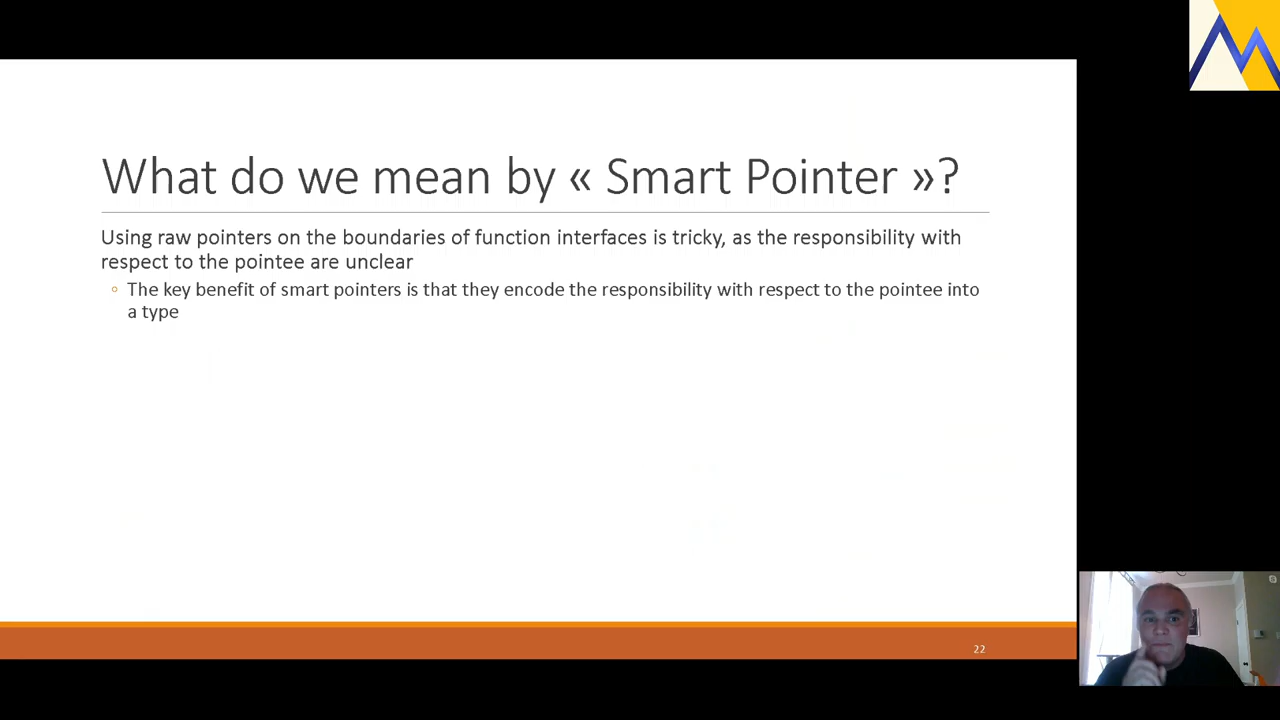 What do we mean by « Smart Pointer »?
Using raw pointers on the boundaries of function interfaces is tricky, as the responsibility with
respect to the pointee are unclear
◦ The key benefit of smart pointers is that they encode the responsibility with respect to the pointee into
a type
22